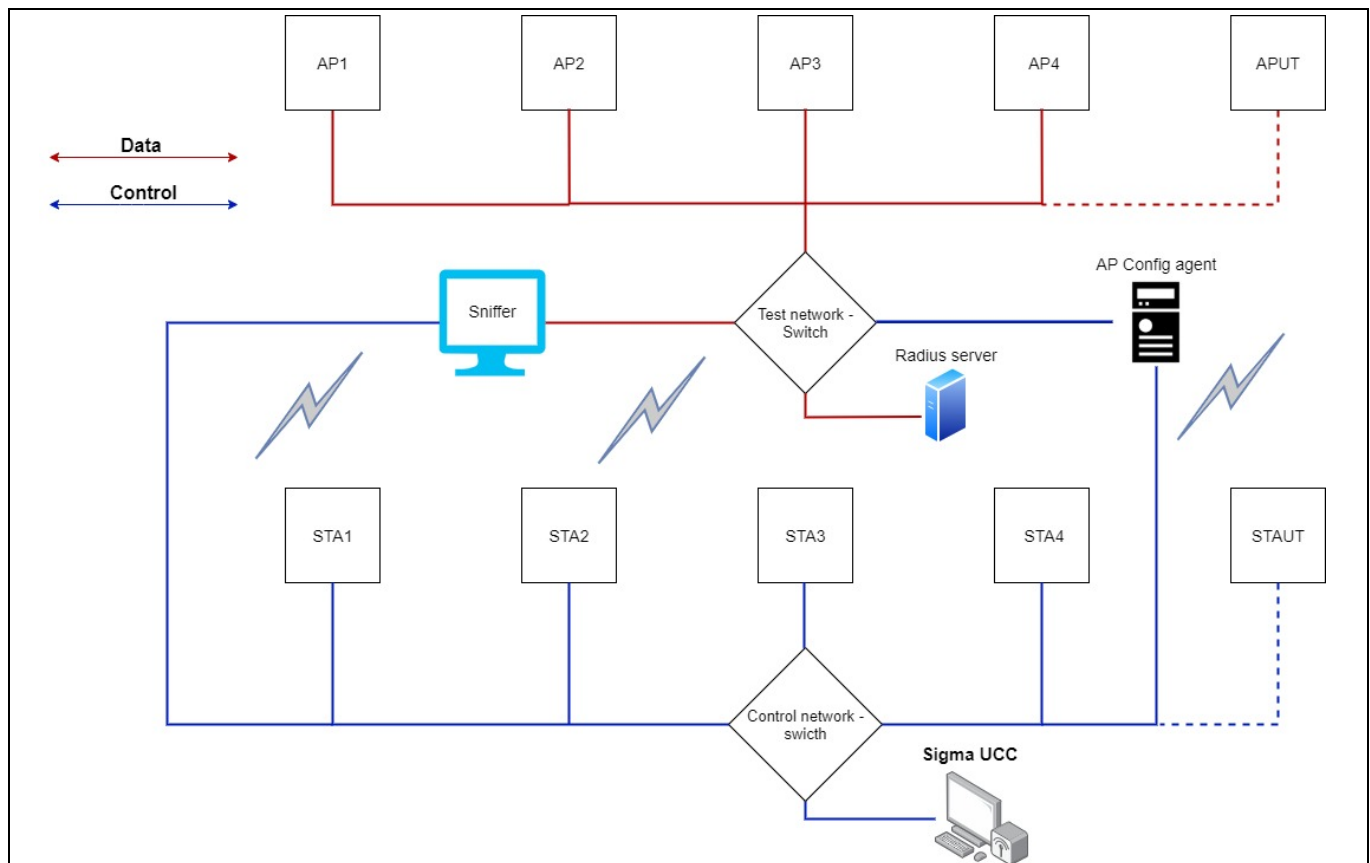 AP1
AP2
AP3
AP4
APUT
Data
Control
AP Config agent
Sniffer
Test network -
Switch
Radius server
STA1
STA2
STA3
STA4
STAUT
Control network -
swicth
Sigma UCC